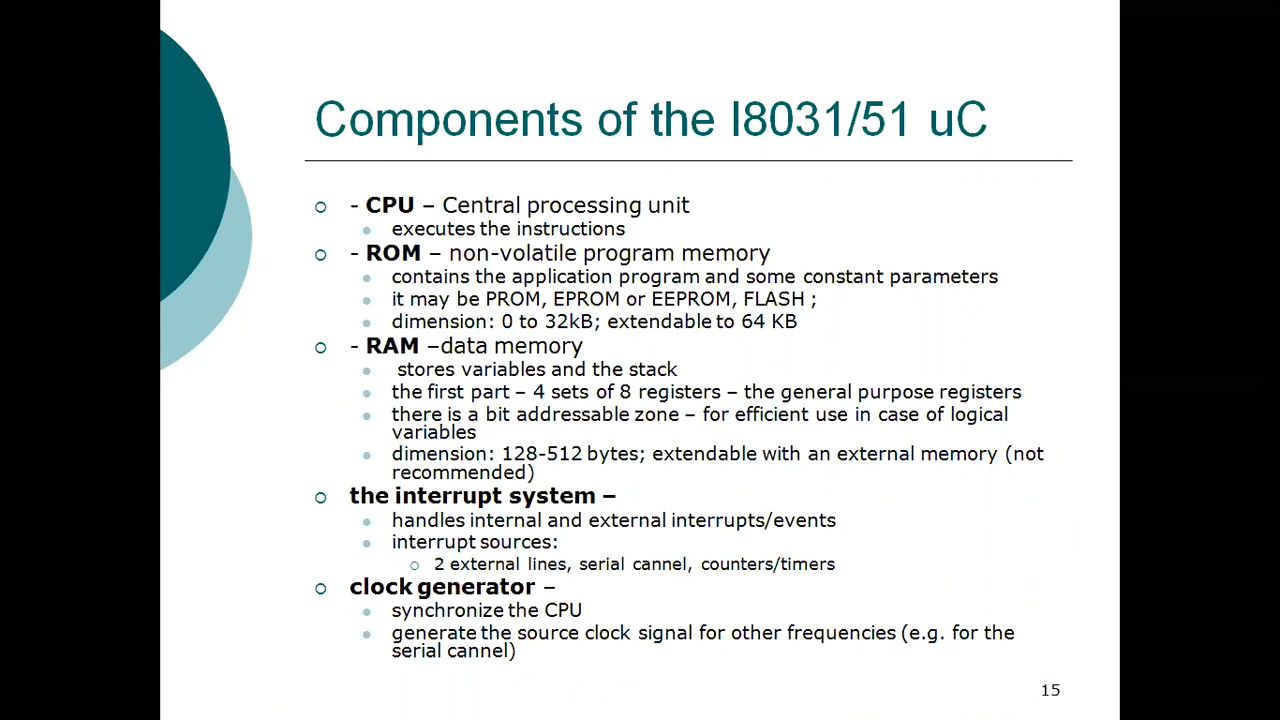 Components of the I8031/51 uC
- CPU – Central processing unit
executes the instructions
- ROM – non-volatile program memory
contains the application program and some constant parameters
it may be PROM, EPROM or EEPROM, FLASH ;
dimension: 0 to 32kB; extendable to 64 KB
- RAM –data memory
stores variables and the stack
the first part – 4 sets of 8 registers – the general purpose registers
there is a bit addressable zone – for efficient use in case of logical
variables
dimension: 128-512 bytes; extendable with an external memory (not
recommended)
the interrupt system –
handles internal and external interrupts/events
interrupt sources:
2 external lines, serial cannel, counters/timers
clock generator –
synchronize the CPU
generate the source clock signal for other frequencies (e.g. for the
serial cannel)
15